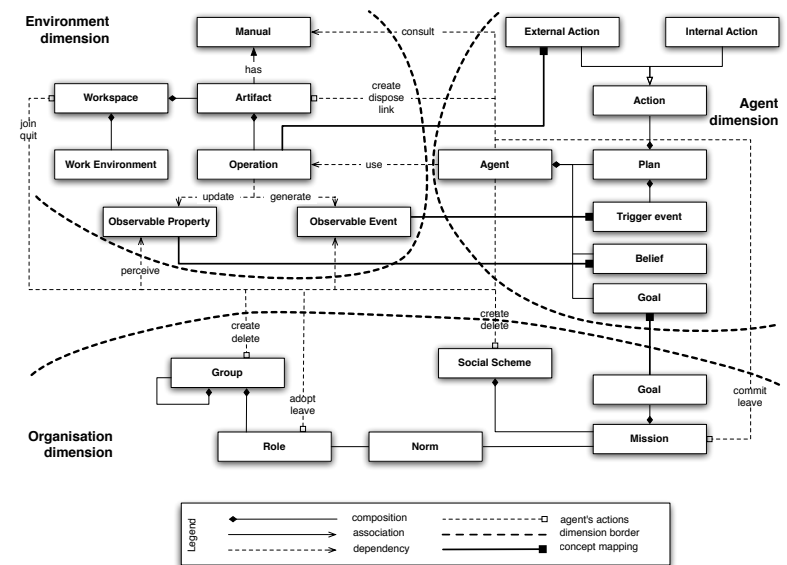 Environment
dimension
Manual
consult
External Action
Internal Action
has
Workspace
Artifact
create
dispose
link
Action
Agent
dimension
join
quit
Work Environment
Operation
use
Agent
Plan
update
generate
Observable Property
Observable Event
Trigger event
perceive
Belief
Goal
create
delete
create
delete
Group
Social Scheme
adopt
leave
Goal
commit
leave
Organisation
dimension
Role
Norm
Mission
Legend
composition
agent's actions
association
dimension border
dependency
concept mapping